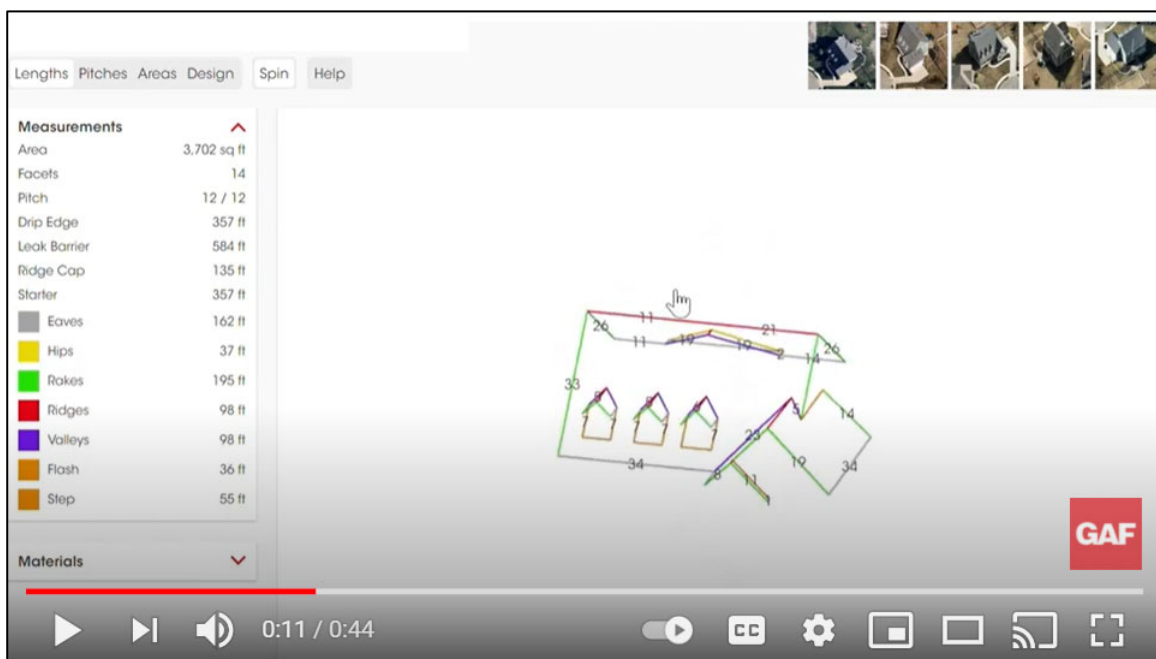 Lengths Pitches Areas Design Spin Help
Measurements
Area 3,702 sq ft
Facets 14
Pitch 12 / 12
Drip Edge 357 ft
Leak Barrier 584 ft
Ridge Cap 135 ft
Starter 357 ft
Eaves 162 ft
Hips 37 ft
Rakes 195 ft
Ridges 98 ft
Valleys 98 ft
Flash 36 ft
Step 55 ft
Materials
11 21
26 11 19 19 2 14 26
33
5 14
23
34 8 11 19 34
GAF
0:11 / 0:44
CC